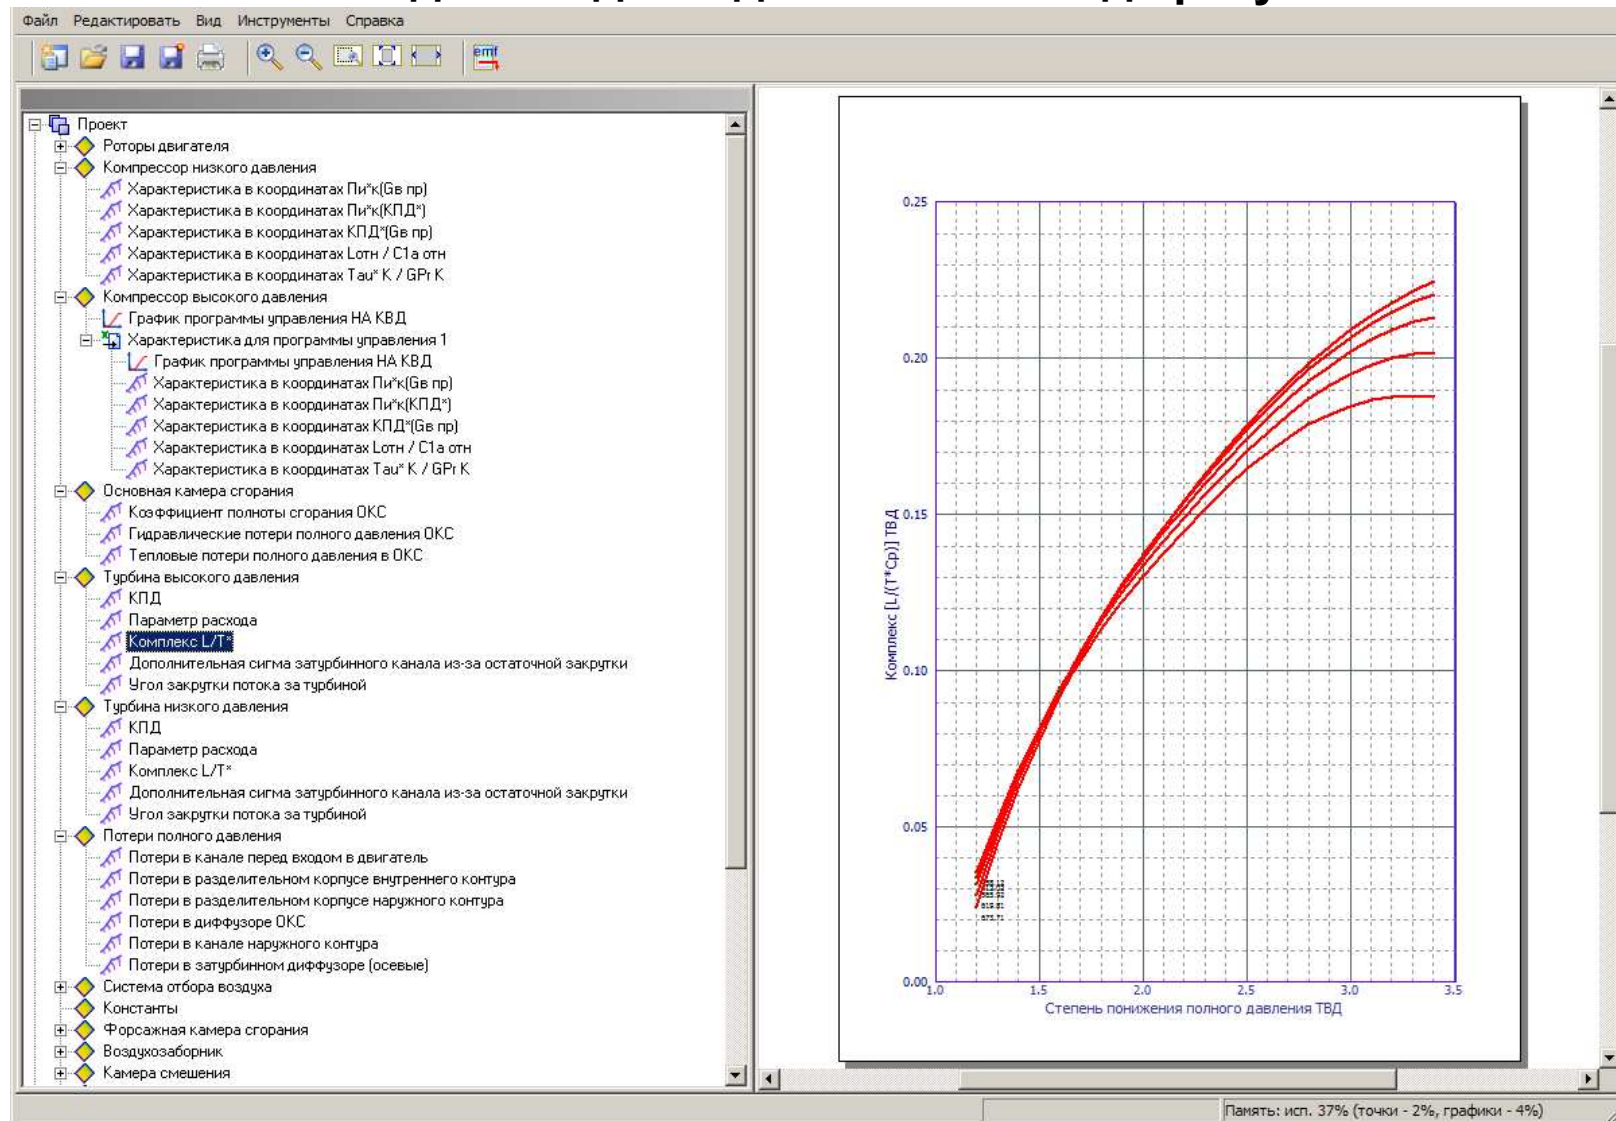 Файл Редактировать Вид Инструменты Справка
emf
Проект
Роторы двигателя
Компрессор низкого давления
Характеристика в координатах Пи*к(Gв пр)
Характеристика в координатах Пи*к(КПД*)
Характеристика в координатах КПД*(Gв пр)
Характеристика в координатах Lотн / C1a отн
Характеристика в координатах Tau* K / GPr K
Компрессор высокого давления
График программы управления НА КВД
Характеристика для программы управления 1
График программы управления НА КВД
Характеристика в координатах Пи*к(Gв пр)
Характеристика в координатах Пи*к(КПД*)
Характеристика в координатах КПД*(Gв пр)
Характеристика в координатах Lотн / C1a отн
Характеристика в координатах Tau* K / GPr K
Основная камера сгорания
Коэффициент полноты сгорания ОКС
Гидравлические потери полного давления ОКС
Тепловые потери полного давления в ОКС
Турбина высокого давления
КПД
Параметр расхода
Комплекс L/T*
Дополнительная сигма затурбинного канала из-за остаточной закрутки
Угол закрутки потока за турбиной
Турбина низкого давления
КПД
Параметр расхода
Комплекс L/T*
Дополнительная сигма затурбинного канала из-за остаточной закрутки
Угол закрутки потока за турбиной
Потери полного давления
Потери в канале перед входом в двигатель
Потери в разделительном корпусе внутреннего контура
Потери в разделительном корпусе наружного контура
Потери в диффузоре ОКС
Потери в канале наружного контура
Потери в затурбинном диффузоре (осевые)
Система отбора воздуха
Константы
Форсажная камера сгорания
Воздухозаборник
Камера смешения
0.25
0.20
0.15
0.10
0.05
0.00
Комплекс [L/(T*Cp)] ТВД
1.0 1.5 2.0 2.5 3.0 3.5
Степень понижения полного давления ТВД
Память: исп. 37% (точки - 2%, графики - 4%)